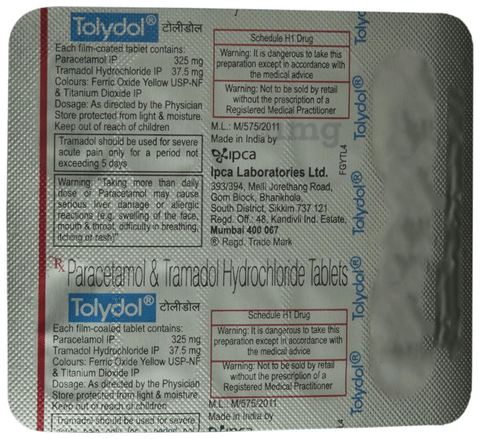 Tolydol® टोलीडोल
Each film-coated tablet contains:
Paracetamol IP 325 mg
Tramadol Hydrochloride IP 37.5 mg
Colours: Ferric Oxide Yellow USP-NF
& Titanium Dioxide IP
Dosage: As directed by the Physician
Store protected from light & moisture.
Keep out of reach of children
Tramadol should be used for severe
acute pain only for a period not
exceeding 5 days
Warning: "Taking more than daily
dose of Paracetamol may cause
serious liver damage or allergic
reactions (e.g. swelling of the face,
mouth & throat, difficulty in breathing,
itching or rash)"
Schedule H1 Drug
Warning: It is dangerous to take this
preparation except in accordance with
the medical advice
Warning: Not to be sold by retail
without the prescription of a
Registered Medical Practitioner
M.L.: M/575/2011
Made in India by
Ipca
Ipca Laboratories Ltd.
393/394, Melli Jorethang Road,
Gom Block, Bhankhola,
South District, Sikkim 737 121
Regd. Off.: 48, Kandivli Ind. Estate,
Mumbai 400 067
® Regd. Trade Mark
FGYTL4
Tolydol® Tolydol® Tolydol® Tolydol®
Rx Paracetamol & Tramadol Hydrochloride Tablets
Tolydol® टोलीडोल
Each film-coated tablet contains:
Paracetamol IP 325 mg
Tramadol Hydrochloride IP 37.5 mg
Colours: Ferric Oxide Yellow USP-NF
& Titanium Dioxide IP
Dosage: As directed by the Physician
Store protected from light & moisture.
Keep out of reach of children
Tramadol should be used for severe
Schedule H1 Drug
Warning: It is dangerous to take this
preparation except in accordance with
the medical advice
Warning: Not to be sold by retail
without the prescription of a
Registered Medical Practitioner
M.L.: M/575/2011
Made in India by